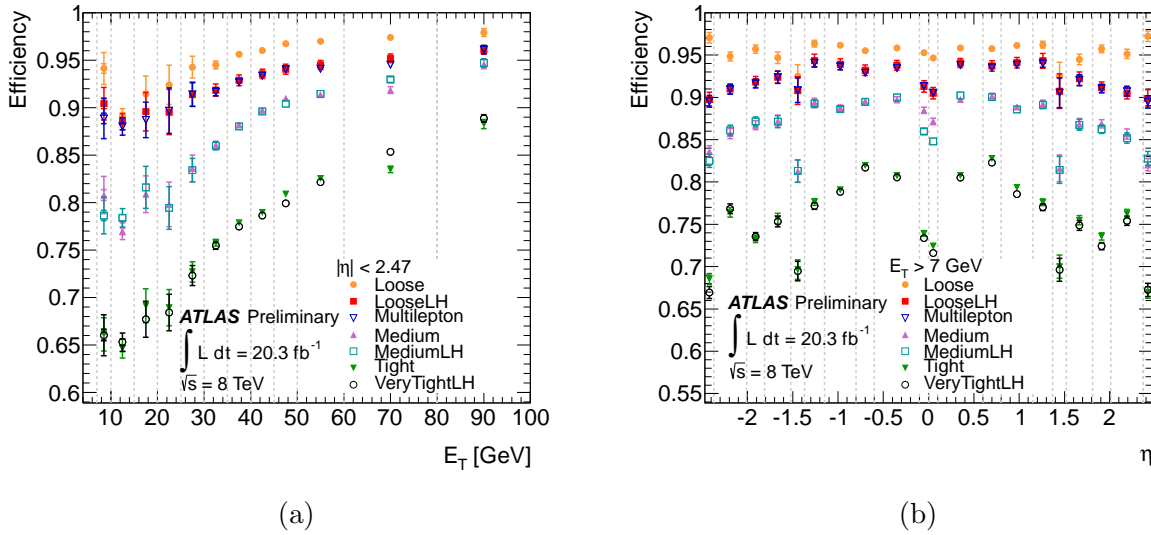 Efficiency
1
0.95
0.9
0.85
0.8
0.75
0.7
0.65
0.6
|η| < 2.47
Loose
LooseLH
Multilepton
Medium
MediumLH
Tight
VeryTightLH
ATLAS Preliminary
∫ L dt = 20.3 fb⁻¹
√s = 8 TeV
10 20 30 40 50 60 70 80 90 100
E_T [GeV]
(a)
Efficiency
1
0.95
0.9
0.85
0.8
0.75
0.7
0.65
0.6
0.55
E_T > 7 GeV
Loose
LooseLH
Multilepton
Medium
MediumLH
Tight
VeryTightLH
ATLAS Preliminary
∫ L dt = 20.3 fb⁻¹
√s = 8 TeV
-2 -1.5 -1 -0.5 0 0.5 1 1.5 2
η
(b)